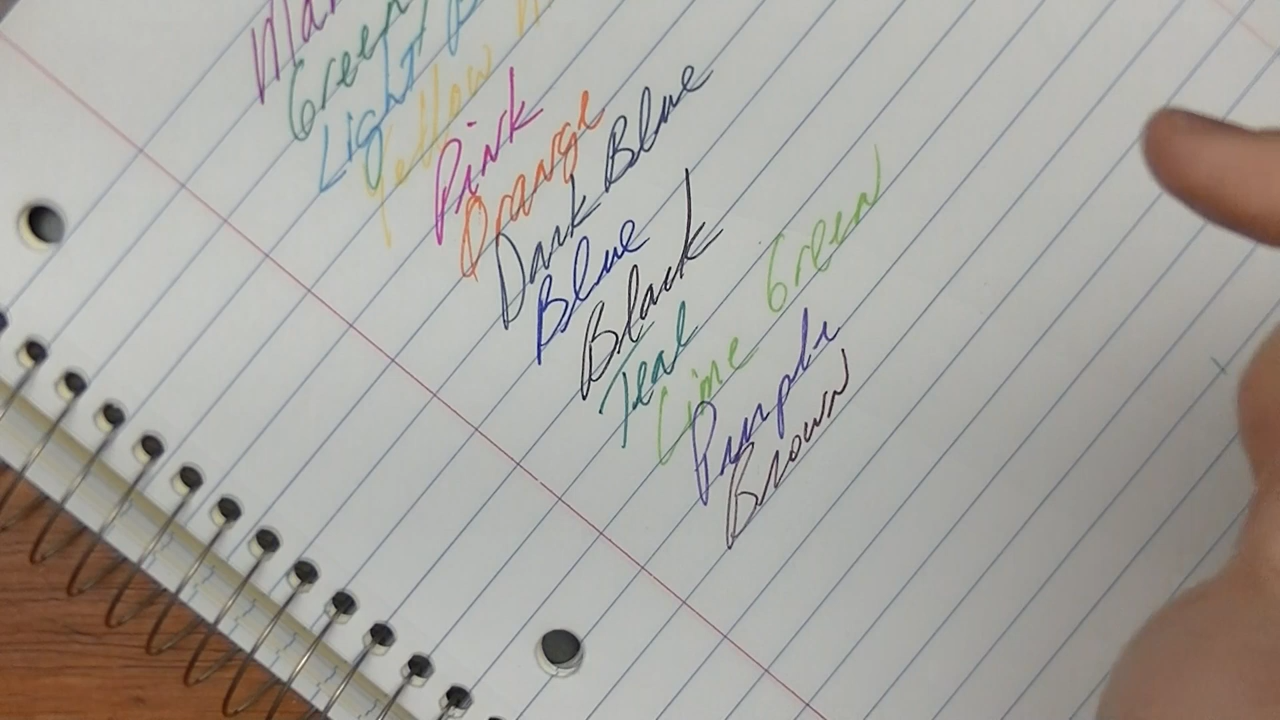 Green
Light
Yellow
Pink
Orange
Dark Blue
Blue
Black
Teal
Lime Green
Purple
Brown